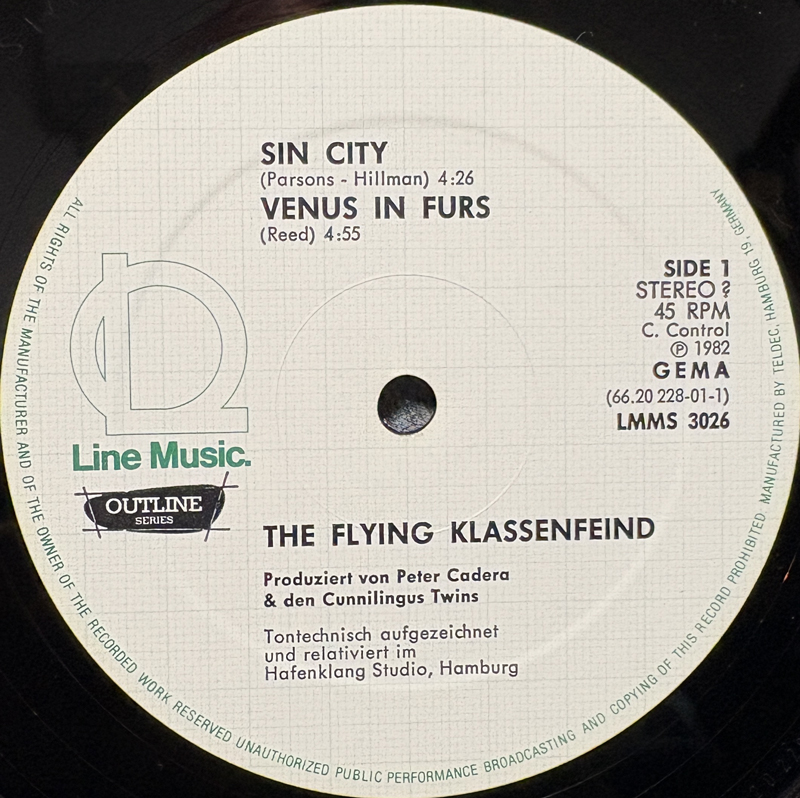 SIN CITY
(Parsons - Hillman) 4:26
VENUS IN FURS
(Reed) 4:55
SIDE 1
STEREO ?
45 RPM
C. Control
Ⓟ 1982
GEMA
(66.20 228-01-1)
LMMS 3026
Line Music.
OUTLINE
SERIES
THE FLYING KLASSENFEIND
Produziert von Peter Cadera
& den Cunnilingus Twins
Tontechnisch aufgezeichnet
und relativiert im
Hafenklang Studio, Hamburg
ALL RIGHTS OF THE MANUFACTURER AND OF THE OWNER OF THE RECORDED WORK RESERVED UNAUTHORIZED PUBLIC PERFORMANCE BROADCASTING AND COPYING OF THIS RECORD PROHIBITED. MANUFACTURED BY TELDEC, HAMBURG 19, GERMANY